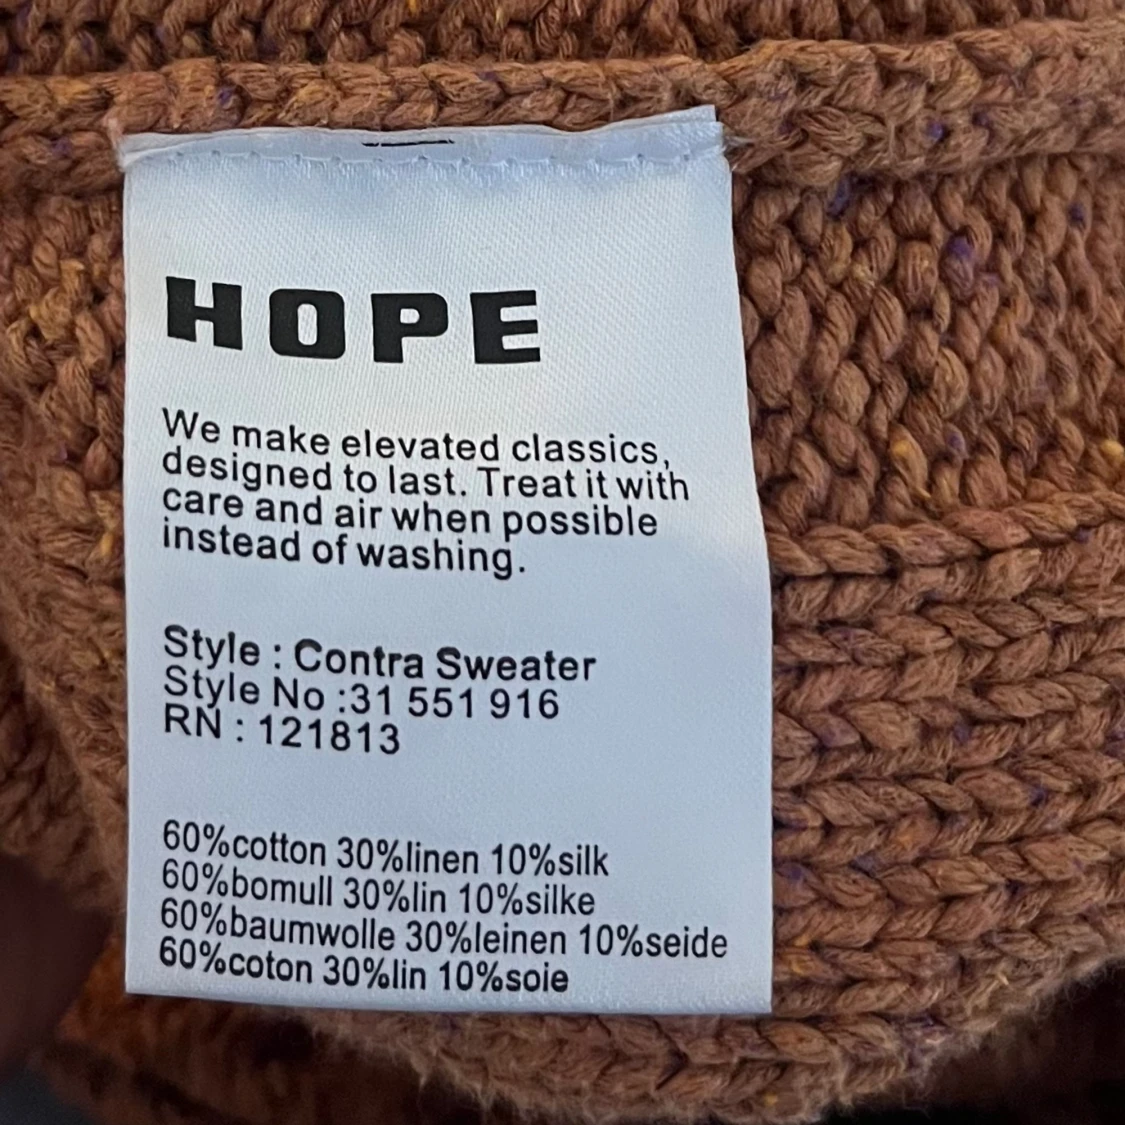 HOPE
We make elevated classics,
designed to last. Treat it with
care and air when possible
instead of washing.
Style : Contra Sweater
Style No :31 551 916
RN : 121813
60%cotton 30%linen 10%silk
60%bomull 30%lin 10%silke
60%baumwolle 30%leinen 10%seide
60%coton 30%lin 10%soie